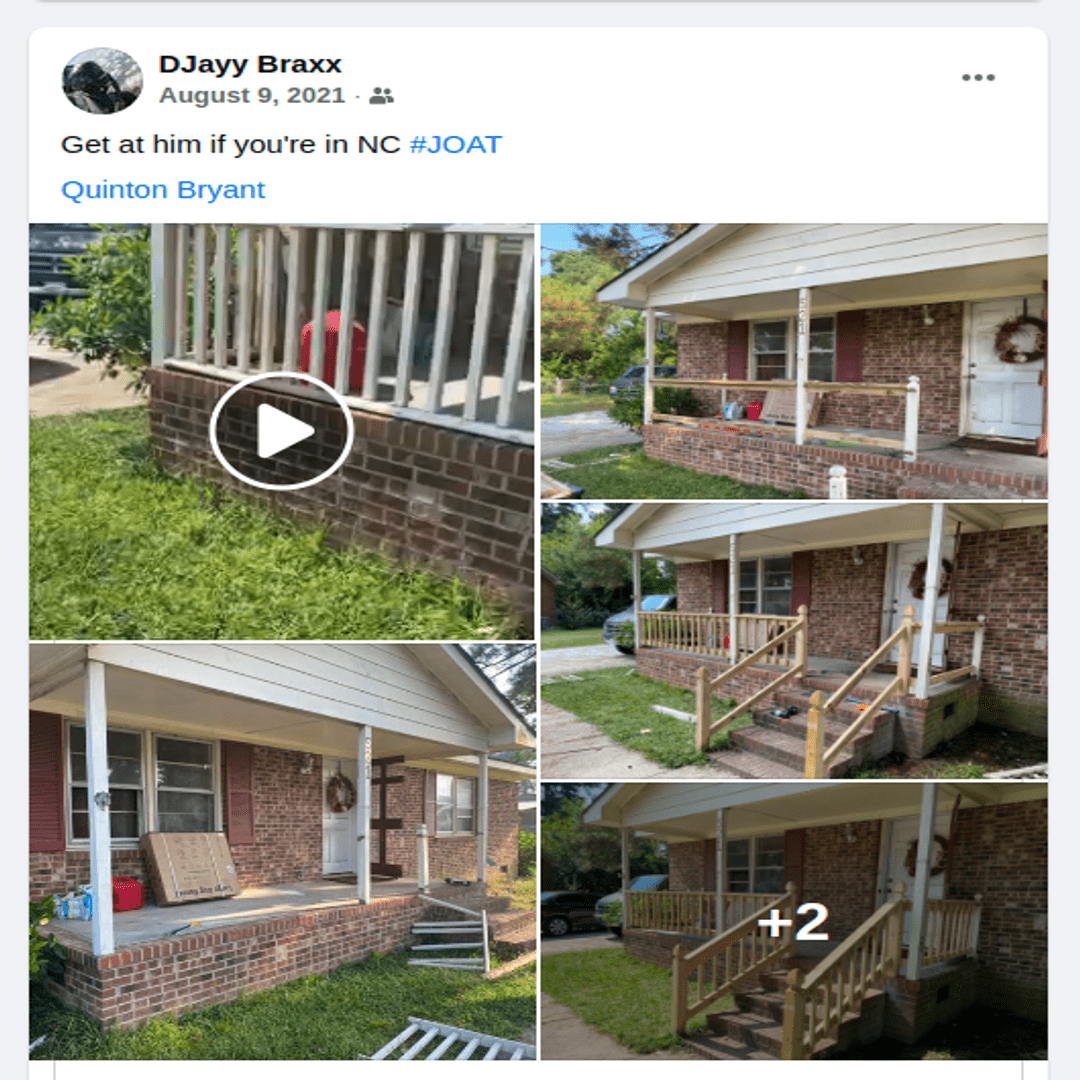 DJayy Braxx
August 9, 2021 ·
Get at him if you're in NC #JOAT
Quinton Bryant
+2